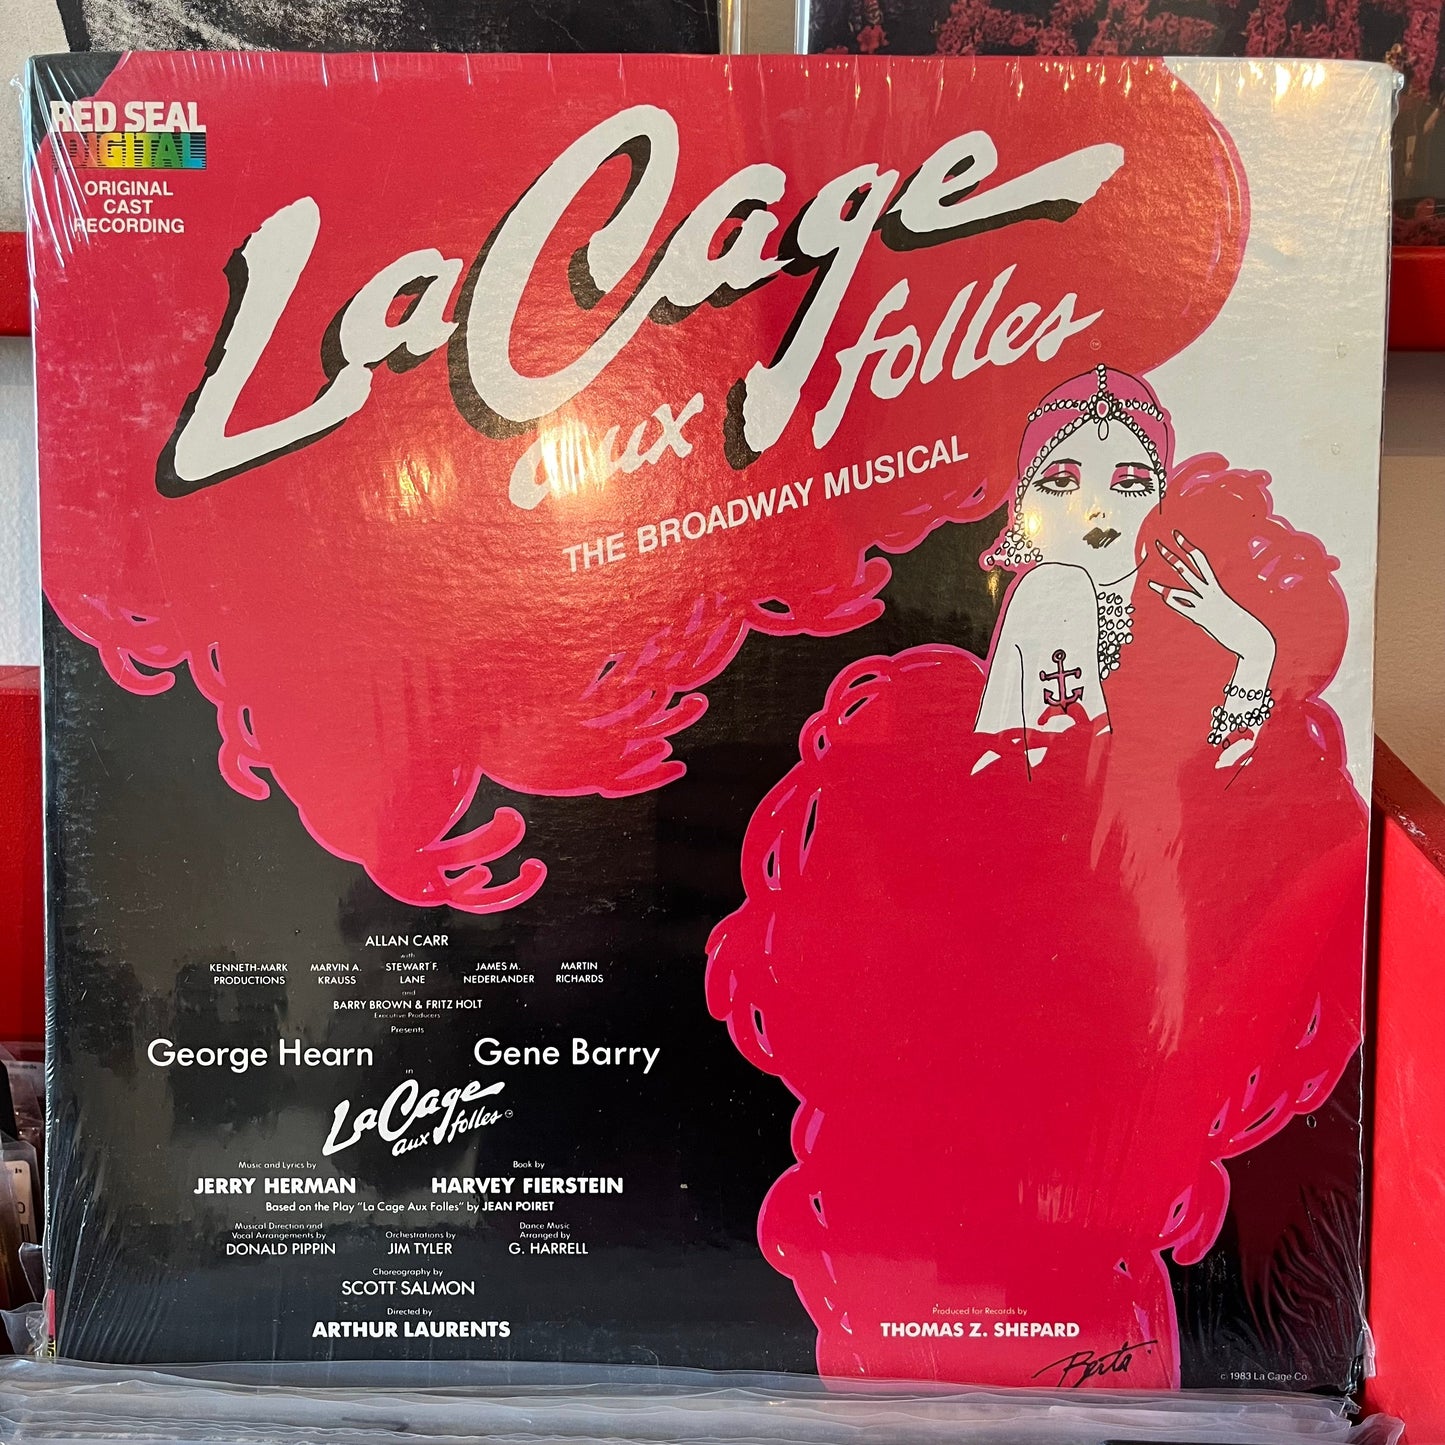 RED SEAL
DIGITAL
ORIGINAL
CAST
RECORDING
La Cage
aux folles ™
THE BROADWAY MUSICAL
ALLAN CARR
with
KENNETH-MARK PRODUCTIONS
MARVIN A. KRAUSS
STEWART F. LANE
JAMES M. NEDERLANDER
MARTIN RICHARDS
and
BARRY BROWN & FRITZ HOLT
Executive Producers
Presents
George Hearn Gene Barry
in
La Cage
aux folles
Music and Lyrics by
JERRY HERMAN
Book by
HARVEY FIERSTEIN
Based on the Play "La Cage Aux Folles" by JEAN POIRET
Musical Direction and
Vocal Arrangements by
DONALD PIPPIN
Orchestrations by
JIM TYLER
Dance Music
Arranged by
G. HARRELL
Choreography by
SCOTT SALMON
Directed by
ARTHUR LAURENTS
Produced for Records by
THOMAS Z. SHEPARD
Berta
c 1983 La Cage Co.